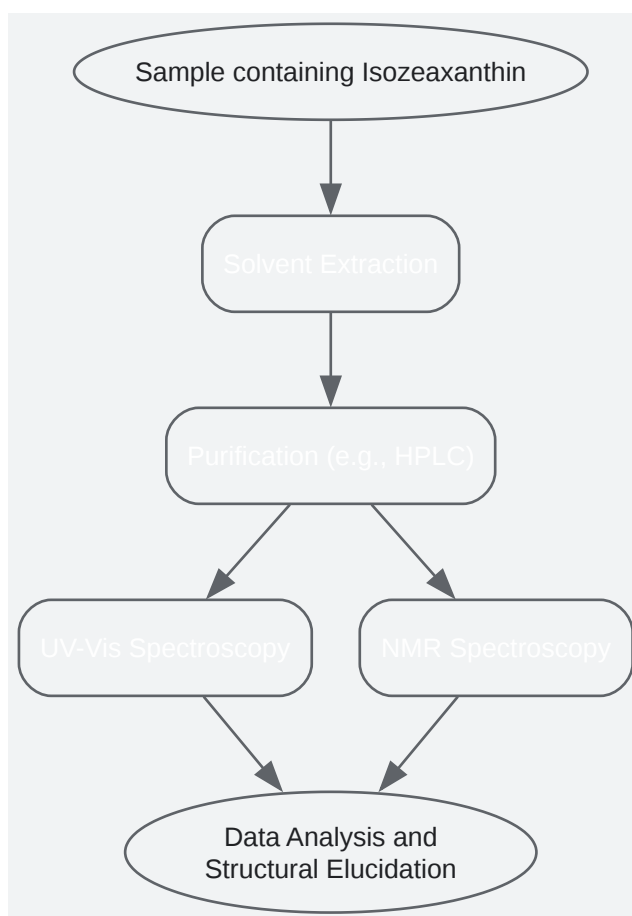 Sample containing Isozeaxanthin
Solvent Extraction
Purification (e.g., HPLC)
UV-Vis Spectroscopy
NMR Spectroscopy
Data Analysis and
Structural Elucidation